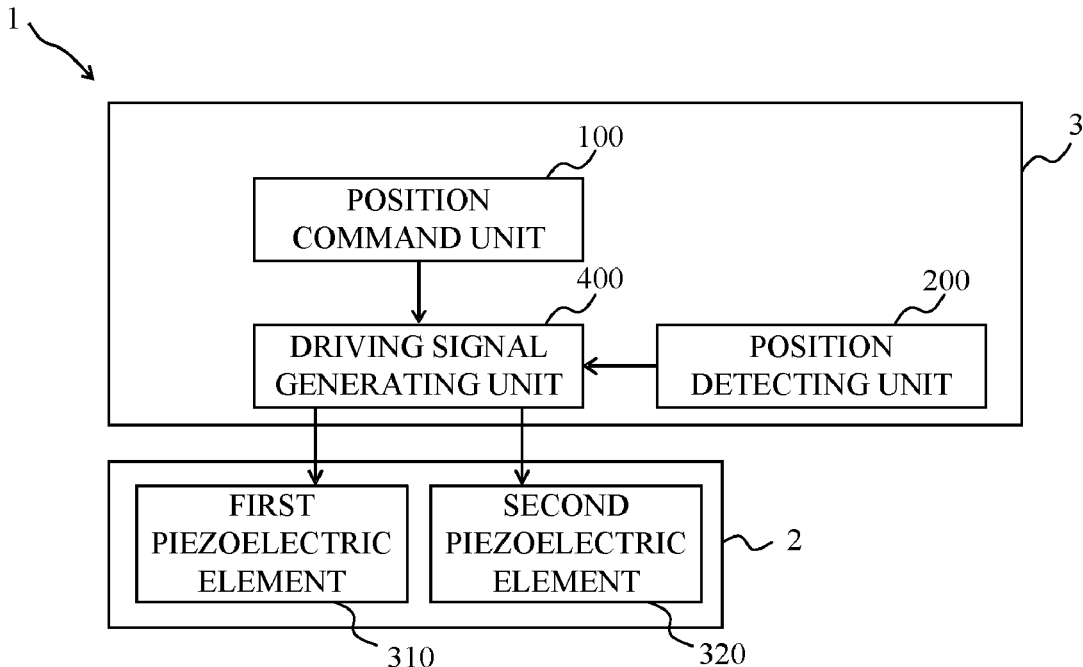 1
3
100
POSITION
COMMAND UNIT
400
200
DRIVING SIGNAL
GENERATING UNIT
POSITION
DETECTING UNIT
FIRST
PIEZOELECTRIC
ELEMENT
SECOND
PIEZOELECTRIC
ELEMENT
2
310
320